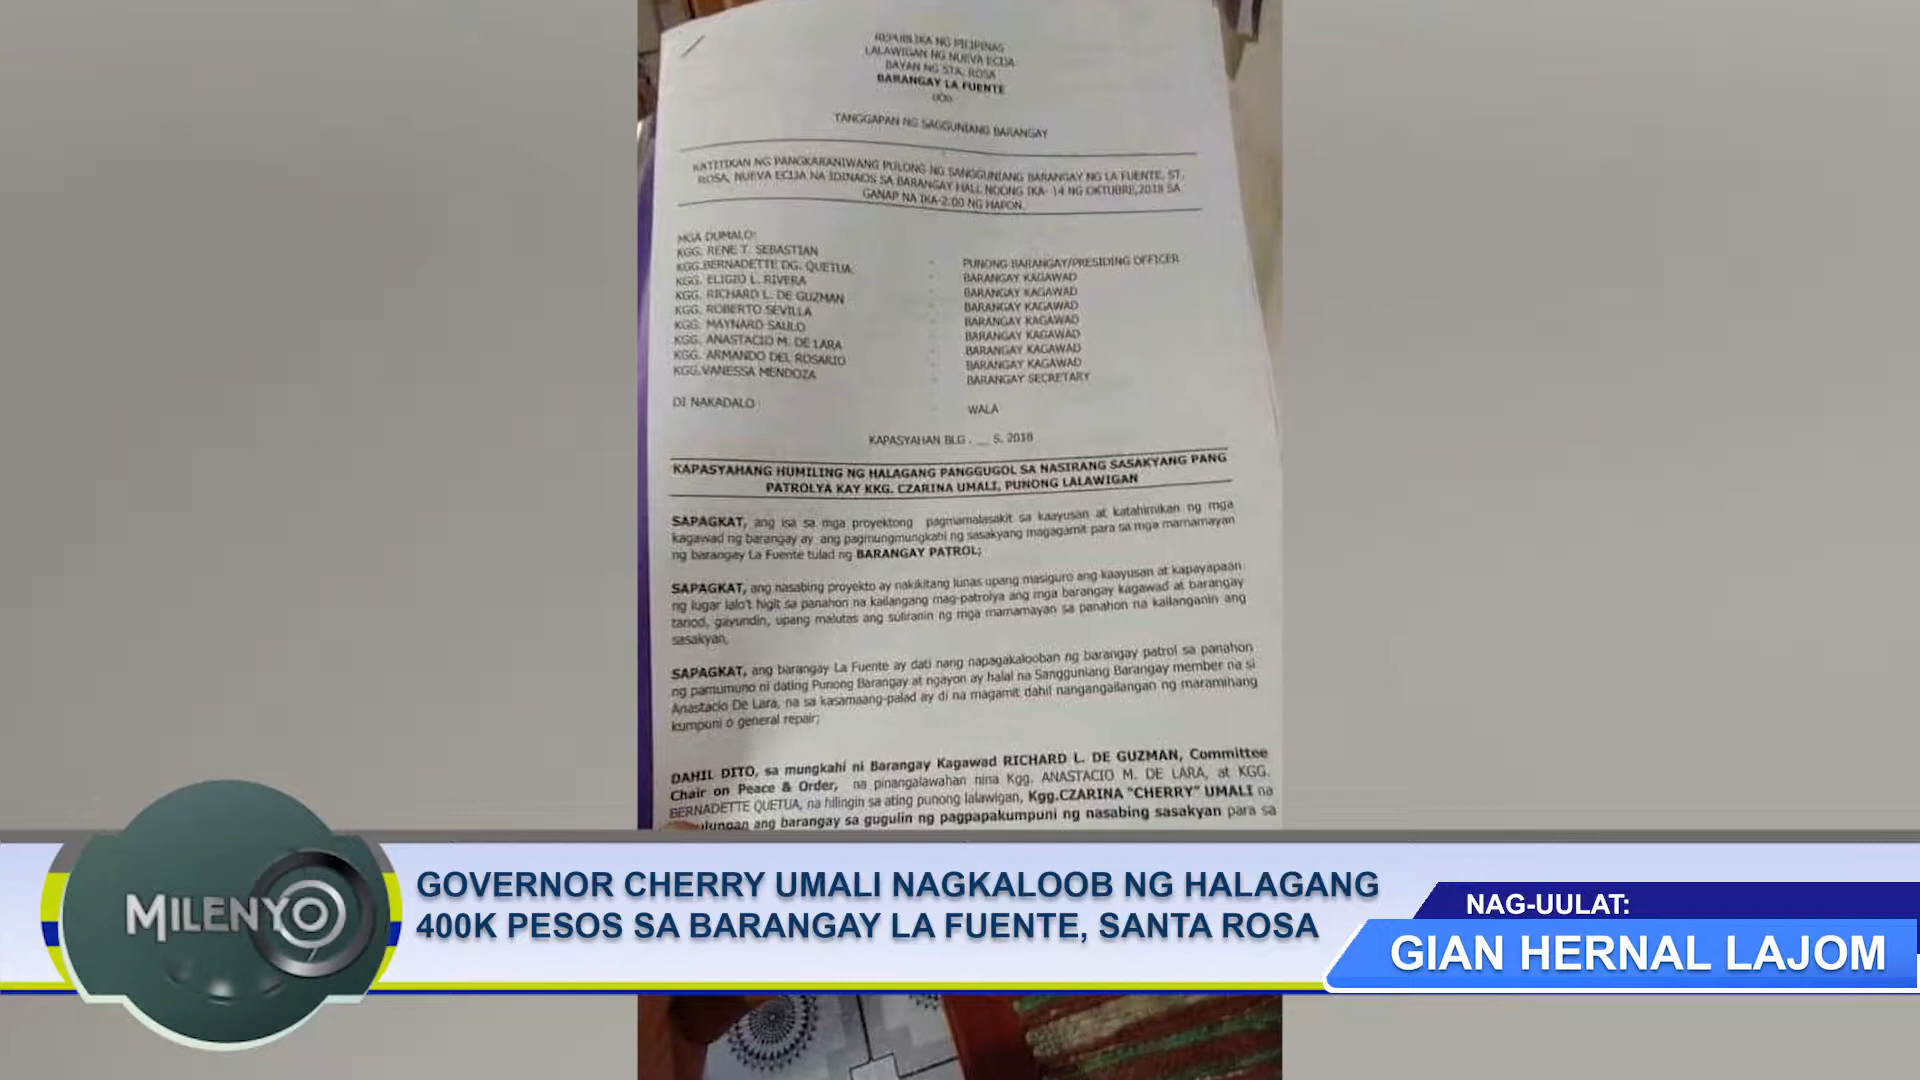 REPUBLIKA NG PILIPINAS
LALAWIGAN NG NUEVA ECIJA
BAYAN NG STA. ROSA
BARANGAY LA FUENTE
TANGGAPAN NG SAGGUNIANG BARANGAY
KATITIKAN NG PANGKARANIWANG PULONG NG SANGGUNIANG BARANGAY NG LA FUENTE, ST.
ROSA, NUEVA ECIJA NA IDINAOS SA BARANGAY HALL NOONG IKA- 14 NG OKTUBRE,2018 SA
GANAP NA IKA-2:00 NG HAPON.
MGA DUMALO:
KGG. RENE T. SEBASTIAN - PUNONG BARANGAY/PRESIDING OFFICER
KGG.BERNADETTE DG. QUETUA - BARANGAY KAGAWAD
KGG. ELIGIO L. RIVERA - BARANGAY KAGAWAD
KGG. RICHARD L. DE GUZMAN - BARANGAY KAGAWAD
KGG. ROBERTO SEVILLA - BARANGAY KAGAWAD
KGG. MAYNARD SAULO - BARANGAY KAGAWAD
KGG. ANASTACIO M. DE LARA - BARANGAY KAGAWAD
KGG. ARMANDO DEL ROSARIO - BARANGAY KAGAWAD
KGG.VANESSA MENDOZA - BARANGAY SECRETARY
DI NAKADALO - WALA
KAPASYAHAN BLG . __ S. 2018
KAPASYAHANG HUMILING NG HALAGANG PANGGUGOL SA NASIRANG SASAKYANG PANG
PATROLYA KAY KKG. CZARINA UMALI, PUNONG LALAWIGAN
SAPAGKAT, ang isa sa mga proyektong pagmamalasakit sa kaayusan at katahimikan ng mga
kagawad ng barangay ay ang pagmungmungkahi ng sasakyang magagamit para sa mga mamamayan
ng barangay La Fuente tulad ng BARANGAY PATROL;
SAPAGKAT, ang nasabing proyekto ay nakikitang lunas upang masiguro ang kaayusan at kapayapaan
ng lugar lalo't higit sa panahon na kailangang mag-patrolya ang mga barangay kagawad at barangay
tanod, gayundin, upang malutas ang suliranin ng mga mamamayan sa panahon na kailanganin ang
sasakyan,
SAPAGKAT, ang barangay La Fuente ay dati nang napagakalooban ng barangay patrol sa panahon
ng pamumuno ni dating Punong Barangay at ngayon ay halal na Sangguniang Barangay member na si
Anastacio De Lara, na sa kasamaang-palad ay di na magamit dahil nangangailangan ng maramihang
kumpuni o general repair;
DAHIL DITO, sa mungkahi ni Barangay Kagawad RICHARD L. DE GUZMAN, Committee
Chair on Peace & Order, na pinangalawahan nina Kgg. ANASTACIO M. DE LARA, at KGG.
BERNADETTE QUETUA, na hilingin sa ating punong lalawigan, Kgg.CZARINA "CHERRY" UMALI na
ang barangay sa gugulin ng pagpapakumpuni ng nasabing sasakyan para sa
MILENYO
GOVERNOR CHERRY UMALI NAGKALOOB NG HALAGANG
400K PESOS SA BARANGAY LA FUENTE, SANTA ROSA
NAG-UULAT:
GIAN HERNAL LAJOM